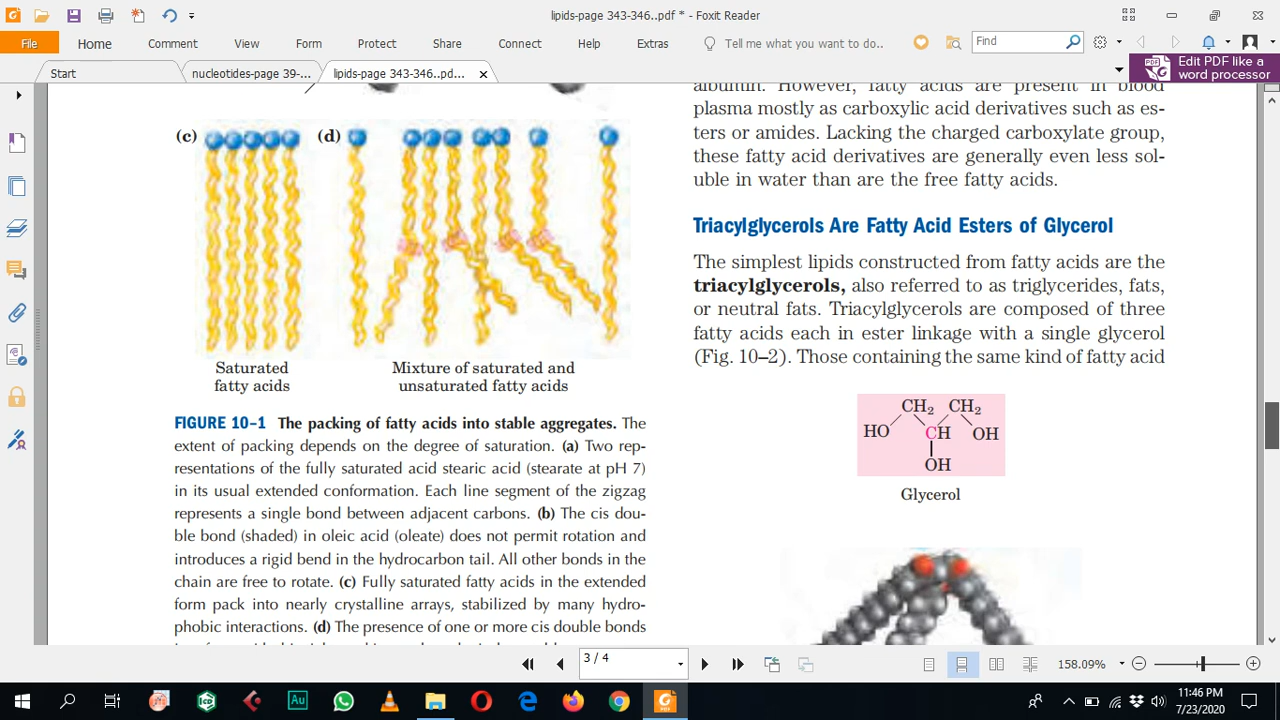 lipids-page 343-346..pdf * - Foxit Reader
File Home Comment View Form Protect Share Connect Help Extras Tell me what you want to do.. Find
Start nucleotides-page 39-... lipids-page 343-346..pd...
Edit PDF like a
word processor
(c) (d)
Saturated
fatty acids
Mixture of saturated and
unsaturated fatty acids
FIGURE 10–1 The packing of fatty acids into stable aggregates. The
extent of packing depends on the degree of saturation. (a) Two rep-
resentations of the fully saturated acid stearic acid (stearate at pH 7)
in its usual extended conformation. Each line segment of the zigzag
represents a single bond between adjacent carbons. (b) The cis dou-
ble bond (shaded) in oleic acid (oleate) does not permit rotation and
introduces a rigid bend in the hydrocarbon tail. All other bonds in the
chain are free to rotate. (c) Fully saturated fatty acids in the extended
form pack into nearly crystalline arrays, stabilized by many hydro-
phobic interactions. (d) The presence of one or more cis double bonds
albumin. However, fatty acids are present in blood
plasma mostly as carboxylic acid derivatives such as es-
ters or amides. Lacking the charged carboxylate group,
these fatty acid derivatives are generally even less sol-
uble in water than are the free fatty acids.
Triacylglycerols Are Fatty Acid Esters of Glycerol
The simplest lipids constructed from fatty acids are the
triacylglycerols, also referred to as triglycerides, fats,
or neutral fats. Triacylglycerols are composed of three
fatty acids each in ester linkage with a single glycerol
(Fig. 10–2). Those containing the same kind of fatty acid
CH₂ CH₂
HO CH OH
OH
Glycerol
3 / 4
158.09%
Au
11:46 PM
7/23/2020